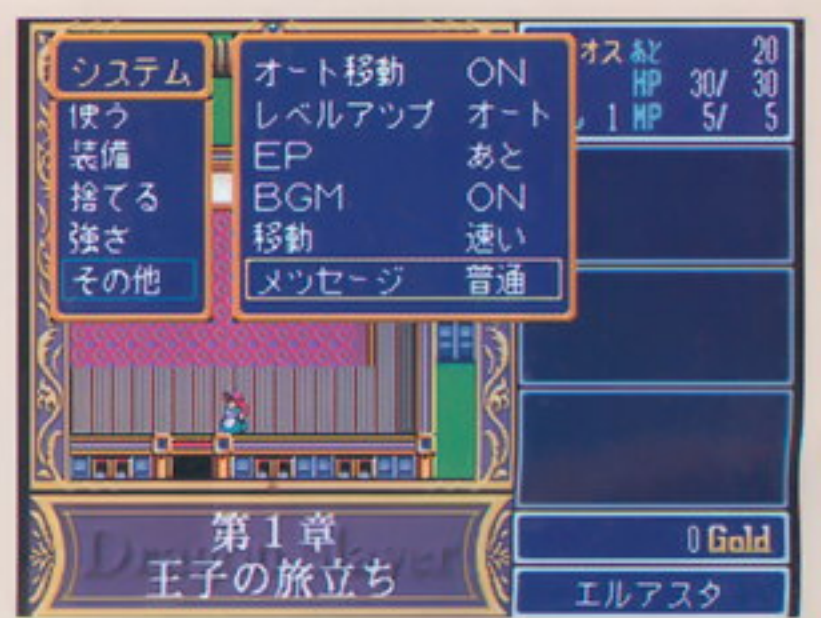 システム
使う
装備
捨てる
強さ
その他
オート移動 ON
レベルアップ オート
EP あと
BGM ON
移動 速い
メッセージ 普通
オス あと 20
HP 30/ 30
1 MP 5/ 5
第1章
王子の旅立ち
0 Gold
エルアスタ